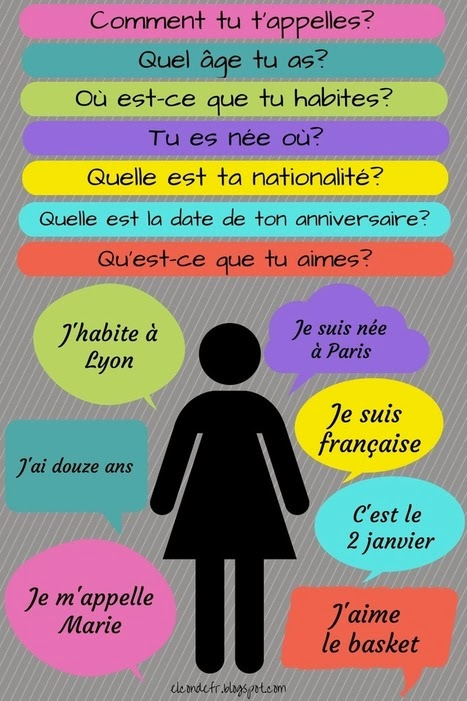 Comment tu t'appelles?
Quel âge tu as?
Où est-ce que tu habites?
Tu es née où?
Quelle est ta nationalité?
Quelle est la date de ton anniversaire?
Qu'est-ce que tu aimes?
J'habite à
Lyon
Je suis née
à Paris
Je suis
française
J'ai douze ans
C'est le
2 janvier
Je m'appelle
Marie
J'aime
le basket
elcondefr.blogspot.com